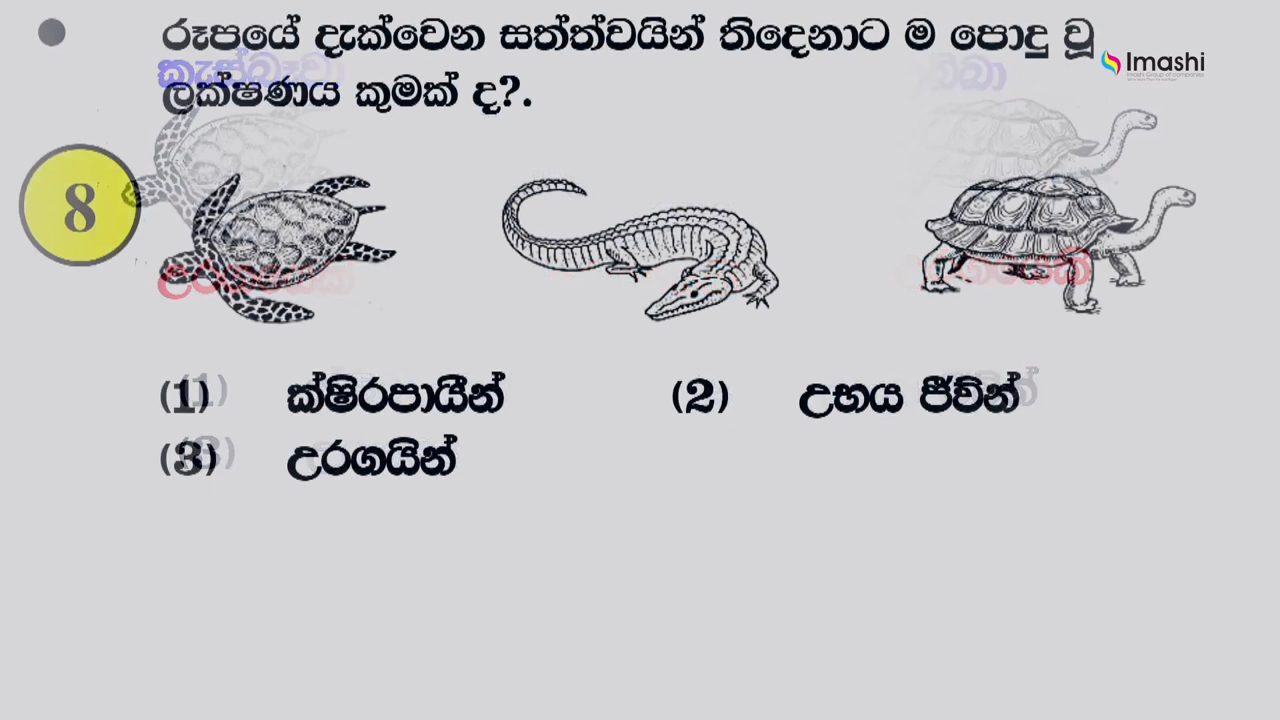 රූපයේ දැක්වෙන සත්ත්වයින් තිදෙනාට ම පොදු වූ
Imashi
කැස්බෑවා
ලක්ෂණය කුමක් ද?.
8
(1) ක්ෂිරපායීන් (2) උභය ජීවින්
(3) උරගයින්